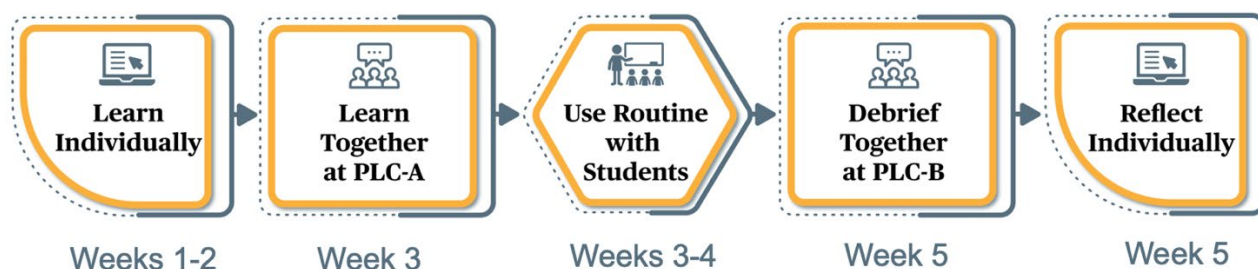 Learn
Individually
Learn
Together
at PLC-A
Use Routine
with
Students
Debrief
Together
at PLC-B
Reflect
Individually
Weeks 1-2
Week 3
Weeks 3-4
Week 5
Week 5